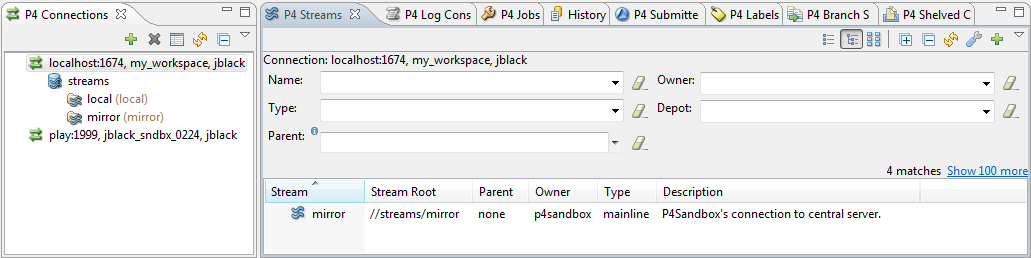 P4 Connections
localhost:1674, my_workspace, jblack
streams
local (local)
mirror (mirror)
play:1999, jblack_sndbx_0224, jblack
P4 Streams P4 Log Cons P4 Jobs History P4 Submitte P4 Labels P4 Branch S P4 Shelved C
Connection: localhost:1674, my_workspace, jblack
Name: Owner:
Type: Depot:
Parent:
4 matches Show 100 more
Stream Stream Root Parent Owner Type Description
mirror //streams/mirror none p4sandbox mainline P4Sandbox's connection to central server.